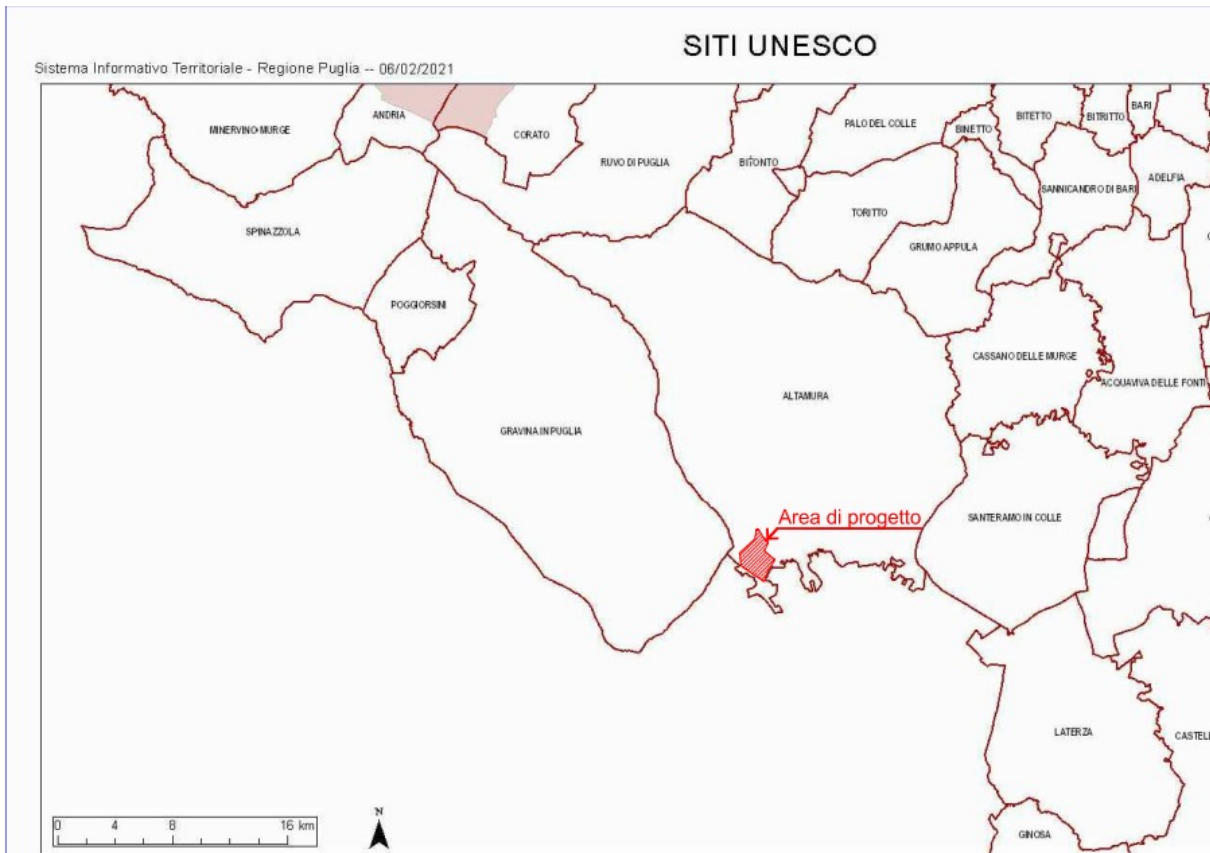 SITI UNESCO
Sistema Informativo Territoriale - Regione Puglia -- 06/02/2021
MINERVINO MURGE
ANDRIA
CORATO
RUVO DI PUGLIA
BITONTO
PALO DEL COLLE
BINETTO
BITETTO
BITRITTO
BARI
SANNICANDRO DI BARI
ADELFIA
TORITTO
GRUMO APPULA
SPINAZZOLA
POGGIORSINI
CASSANO DELLE MURGE
ACQUAVIVA DELLE FONTI
ALTAMURA
GRAVINA IN PUGLIA
SANTERAMO IN COLLE
Area di progetto
LATERZA
CASTELL
GINOSA
N
0 4 8 16 km